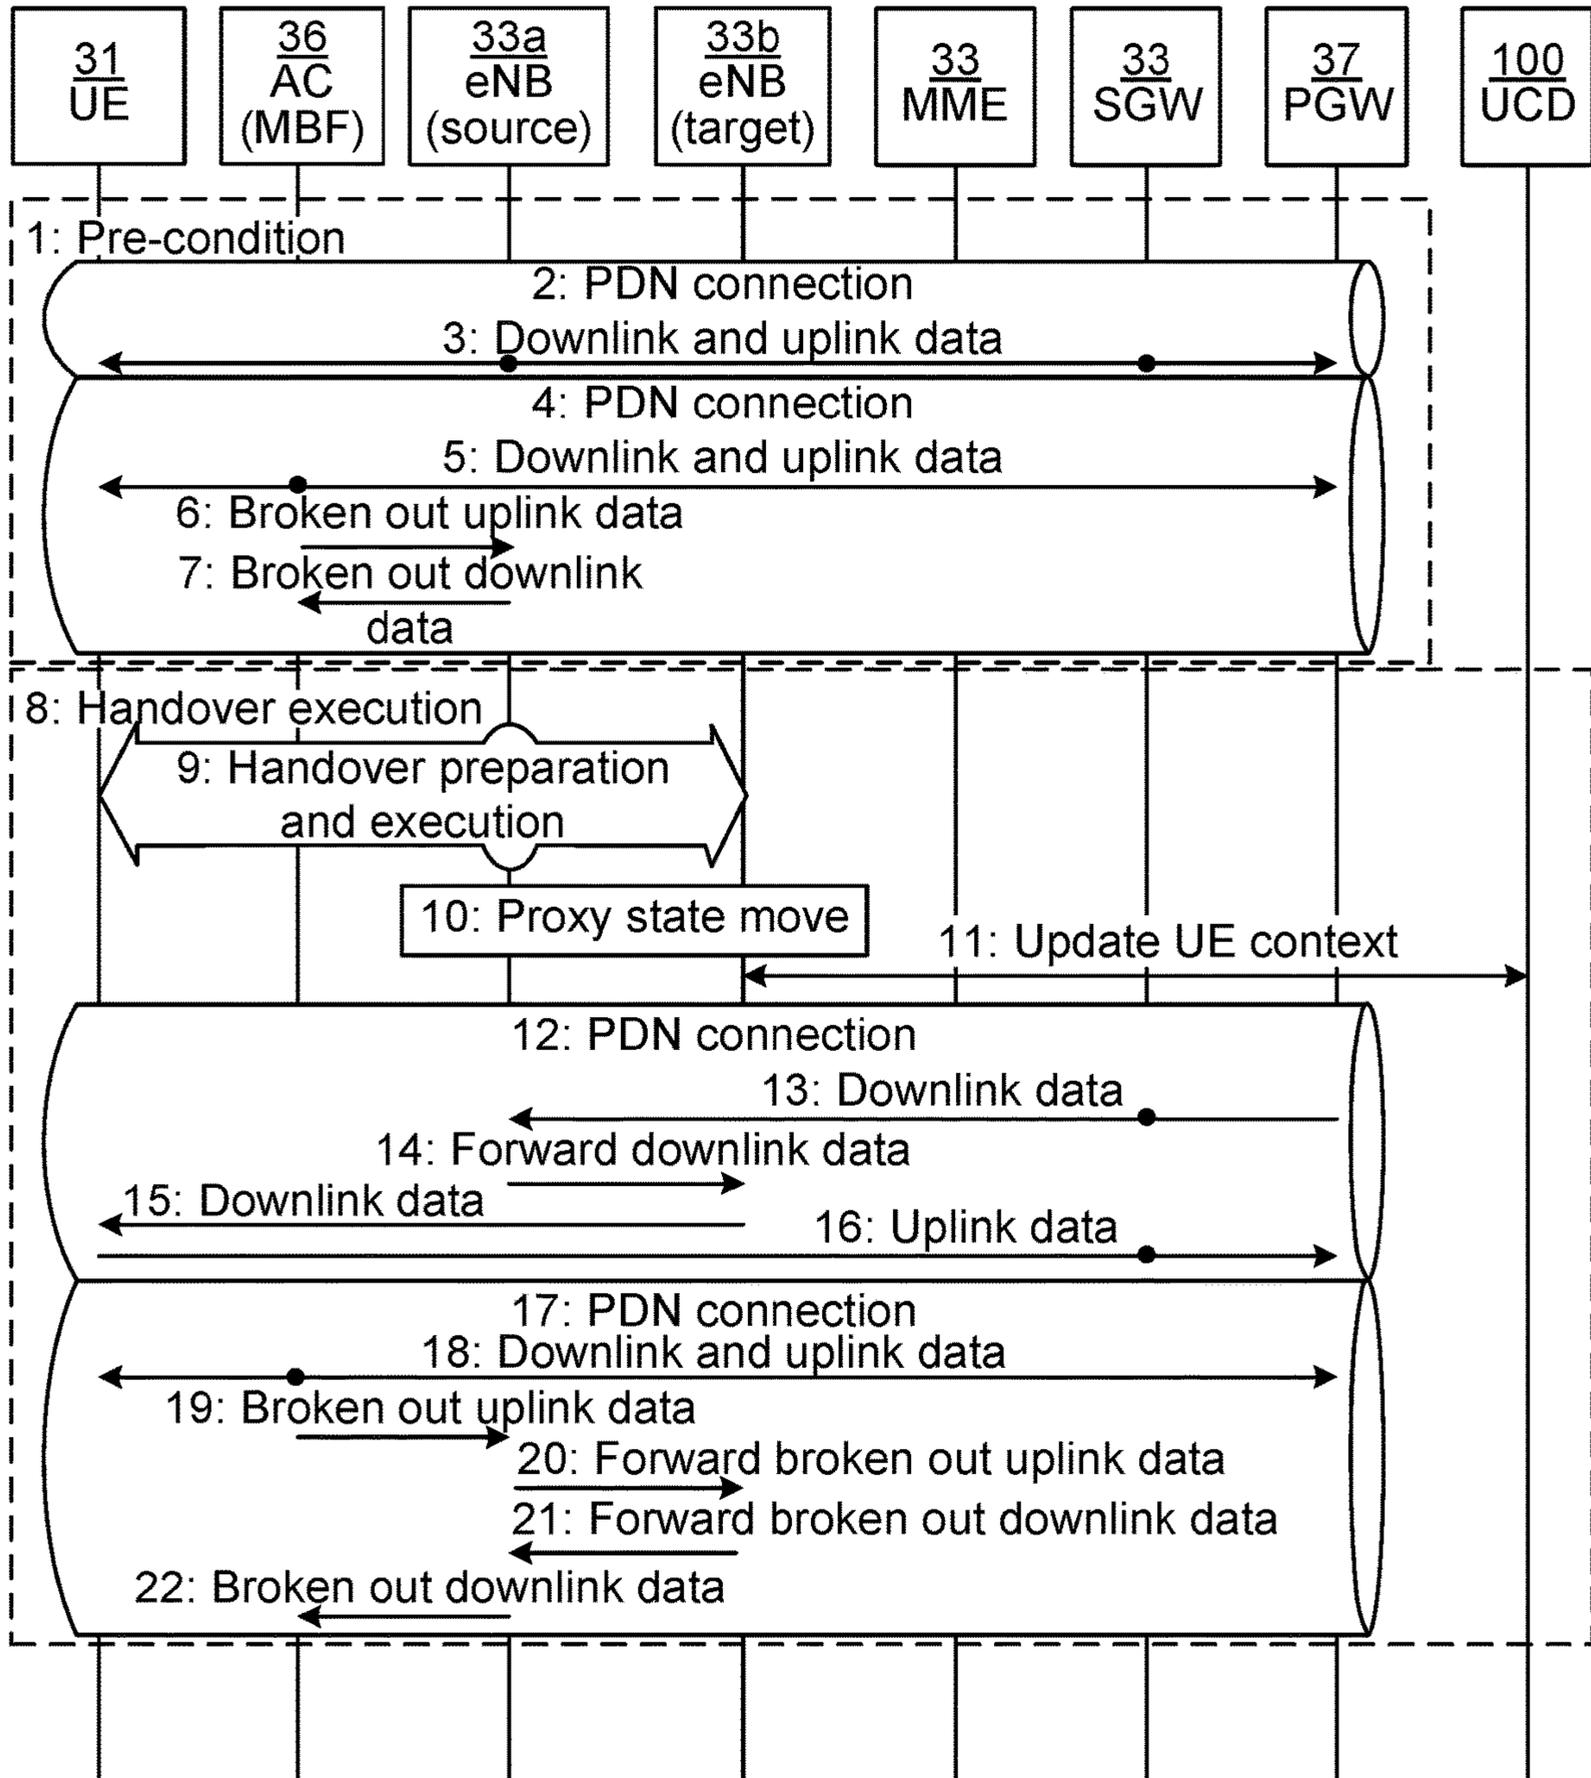 31
UE
36
AC
(MBF)
33a
eNB
(source)
33b
eNB
(target)
33
MME
33
SGW
37
PGW
100
UCD
1: Pre-condition
2: PDN connection
3: Downlink and uplink data
4: PDN connection
5: Downlink and uplink data
6: Broken out uplink data
7: Broken out downlink
data
8: Handover execution
9: Handover preparation
and execution
10: Proxy state move
11: Update UE context
12: PDN connection
13: Downlink data
14: Forward downlink data
15: Downlink data
16: Uplink data
17: PDN connection
18: Downlink and uplink data
19: Broken out uplink data
20: Forward broken out uplink data
21: Forward broken out downlink data
22: Broken out downlink data